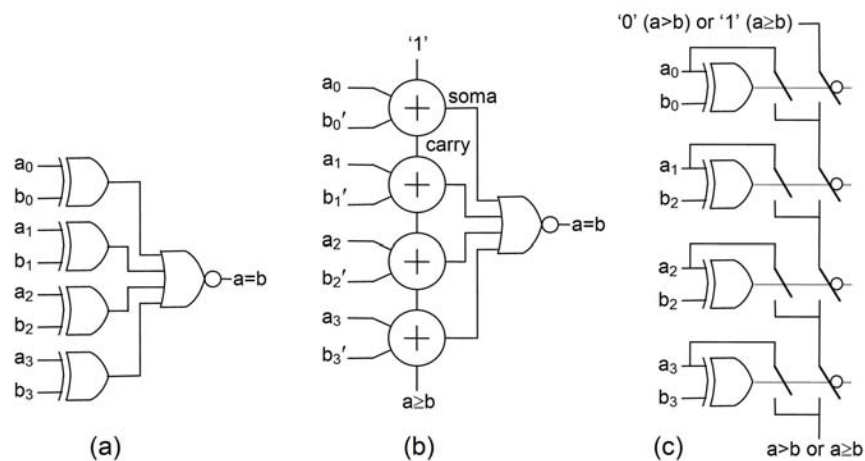 a0
b0
a1
b1
a2
b2
a3
b3
a=b
(a)
'1'
a0
b0'
soma
carry
a1
b1'
a2
b2'
a3
b3'
a=b
a≥b
(b)
'0' (a>b) or '1' (a≥b)
a0
b0
a1
b2
a2
b2
a3
b3
a>b or a≥b
(c)